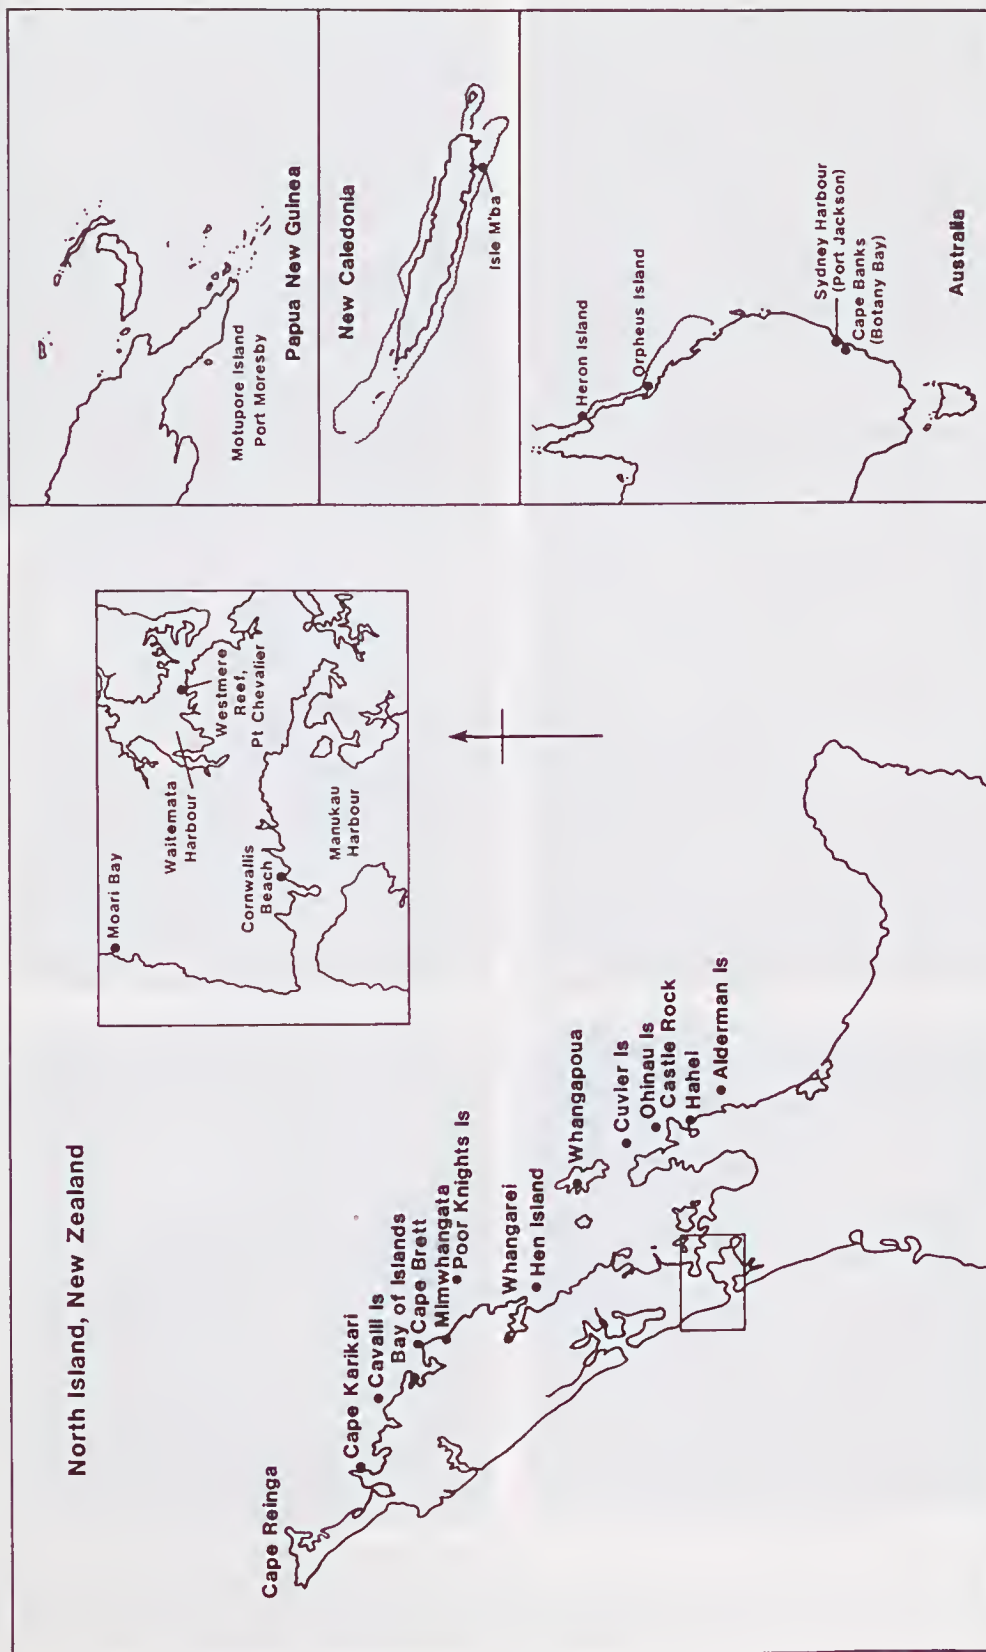 North Island, New Zealand
Cape Reinga
Cape Karikari
Cavalli Is
Bay of Islands
Cape Brett
Mimwhangata
Poor Knights Is
Whangarei
Hen Island
Whangapoua
Cuvier Is
Ohinau Is
Castle Rock
Hahei
Alderman Is
Moari Bay
Waitemata
Harbour
Westmere
Reef,
Pt Chevalier
Cornwallis
Beach
Manukau
Harbour
Motupore Island
Port Moresby
Papua New Guinea
New Caledonia
Isle M'ba
Heron Island
Orpheus Island
Sydney Harbour
(Port Jackson)
Cape Banks
(Botany Bay)
Australia